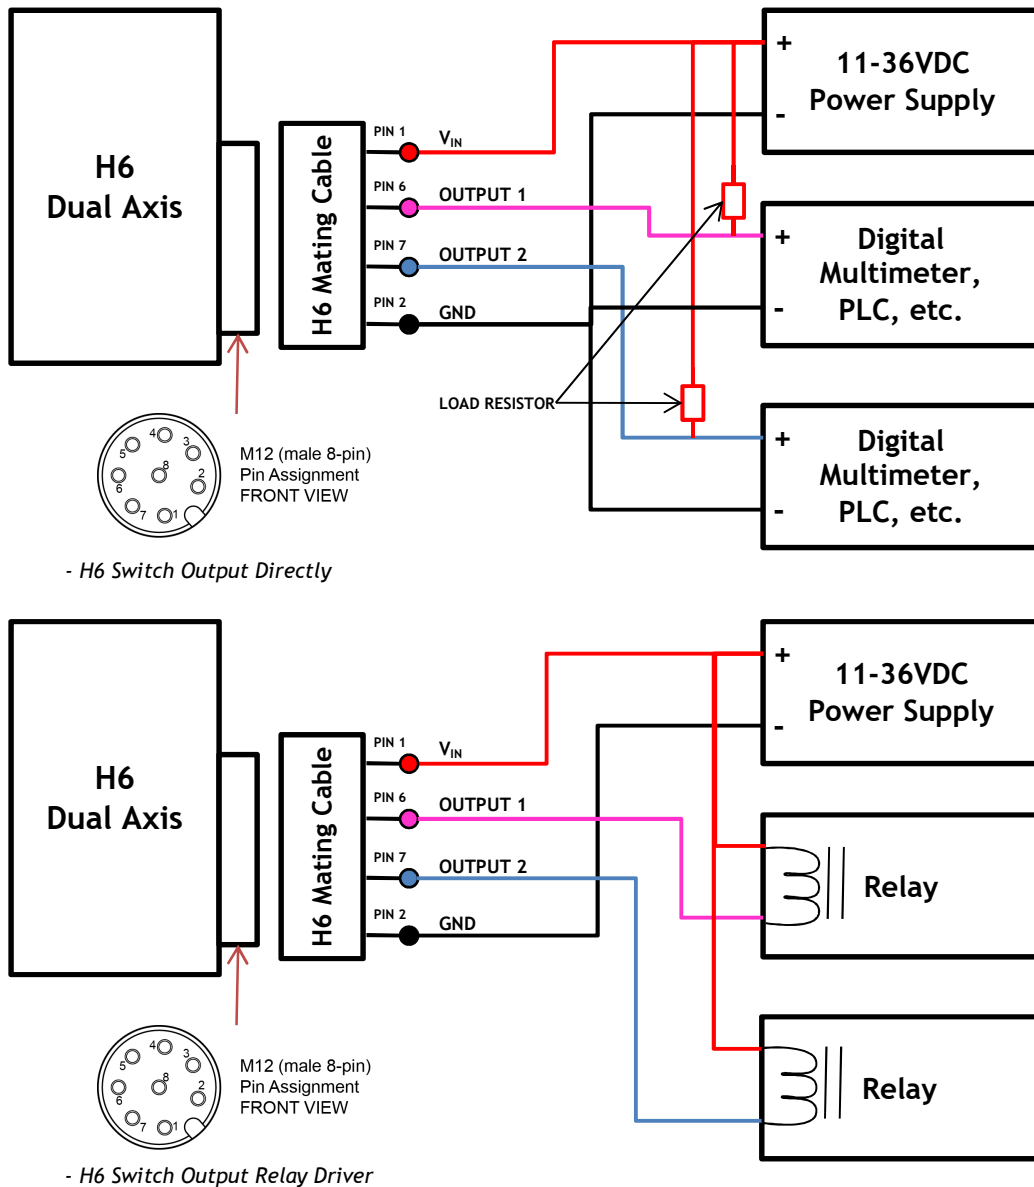 H6
Dual Axis
H6 Mating Cable
PIN 1
V_IN
PIN 6
OUTPUT 1
PIN 7
OUTPUT 2
PIN 2
GND
LOAD RESISTOR
+
11-36VDC
Power Supply
-
+
Digital
Multimeter,
PLC, etc.
-
+
Digital
Multimeter,
PLC, etc.
-
4
3
5
8
2
6
7
1
M12 (male 8-pin)
Pin Assignment
FRONT VIEW
- H6 Switch Output Directly
H6
Dual Axis
H6 Mating Cable
PIN 1
V_IN
PIN 6
OUTPUT 1
PIN 7
OUTPUT 2
PIN 2
GND
+
11-36VDC
Power Supply
-
Relay
Relay
4
3
5
8
2
6
7
1
M12 (male 8-pin)
Pin Assignment
FRONT VIEW
- H6 Switch Output Relay Driver